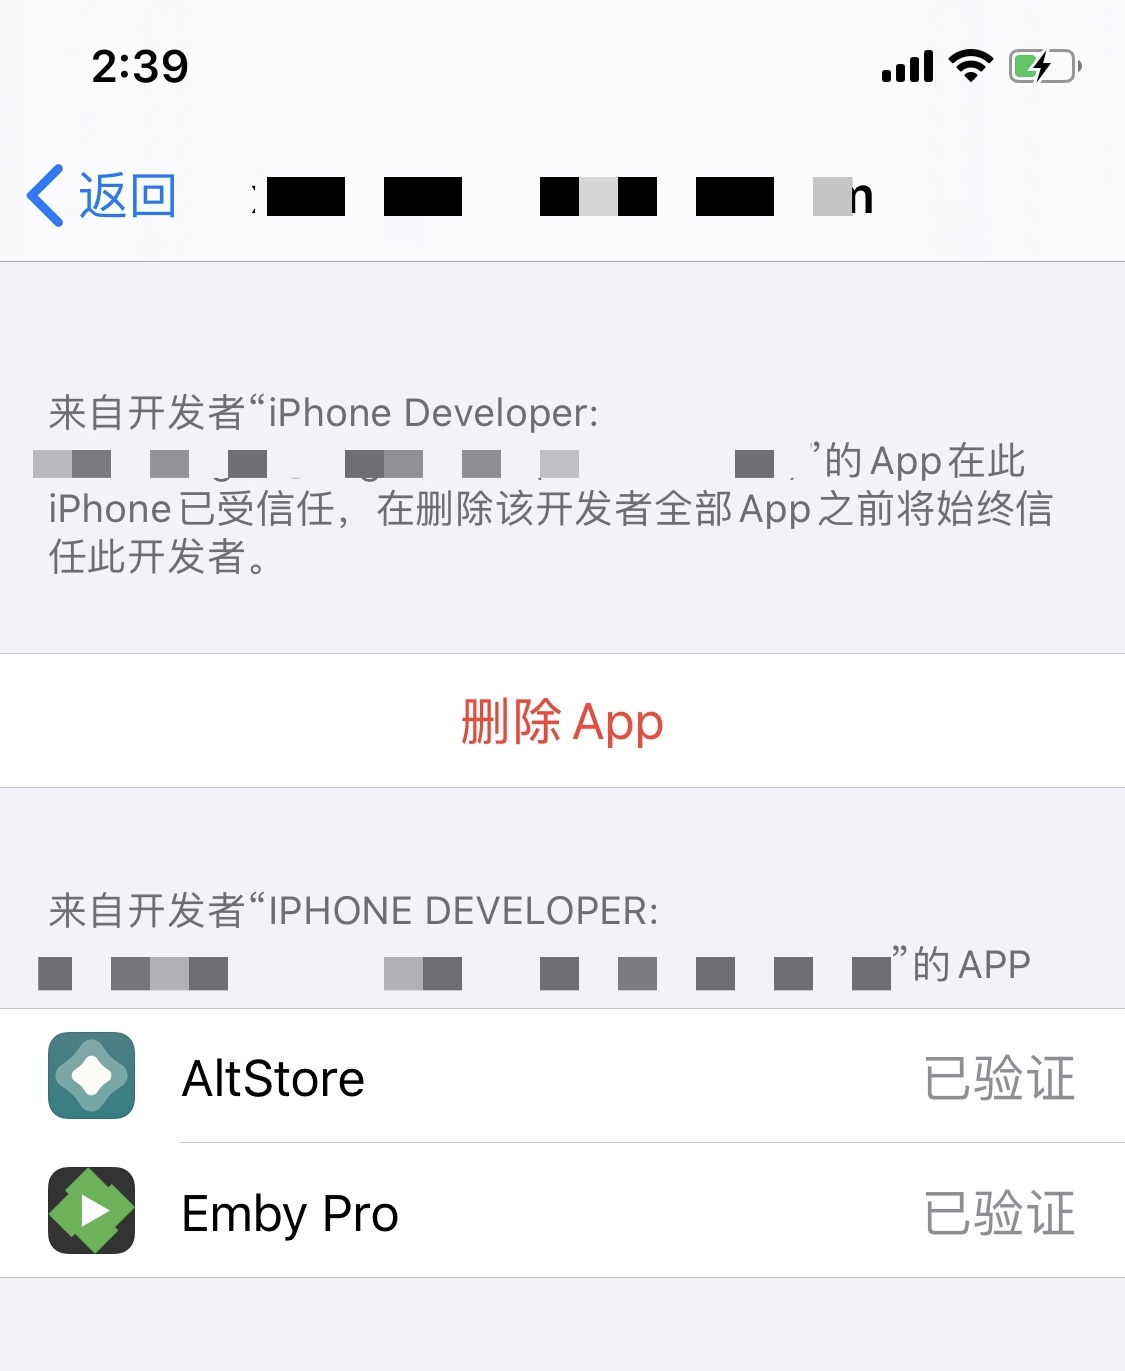 2:39
返回
来自开发者“iPhone Developer:
”的 App 在此
iPhone 已受信任，在删除该开发者全部 App 之前将始终信
任此开发者。
删除 App
来自开发者“IPHONE DEVELOPER:
”的 APP
AltStore 已验证
Emby Pro 已验证